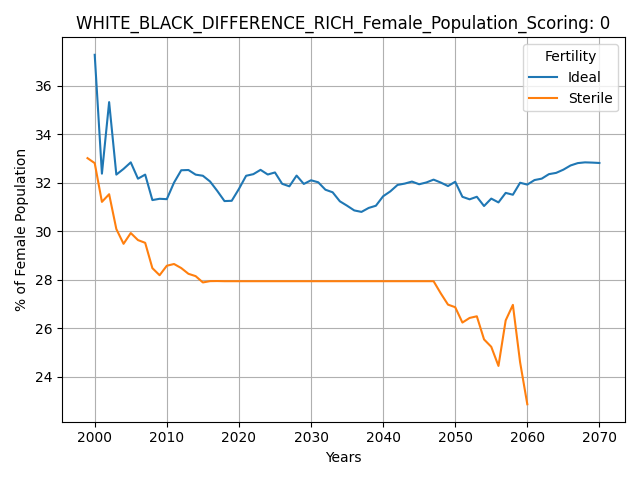 WHITE_BLACK_DIFFERENCE_RICH_Female_Population_Scoring: 0
Fertility
Ideal
Sterile
% of Female Population
36
34
32
30
28
26
24
2000 2010 2020 2030 2040 2050 2060 2070
Years